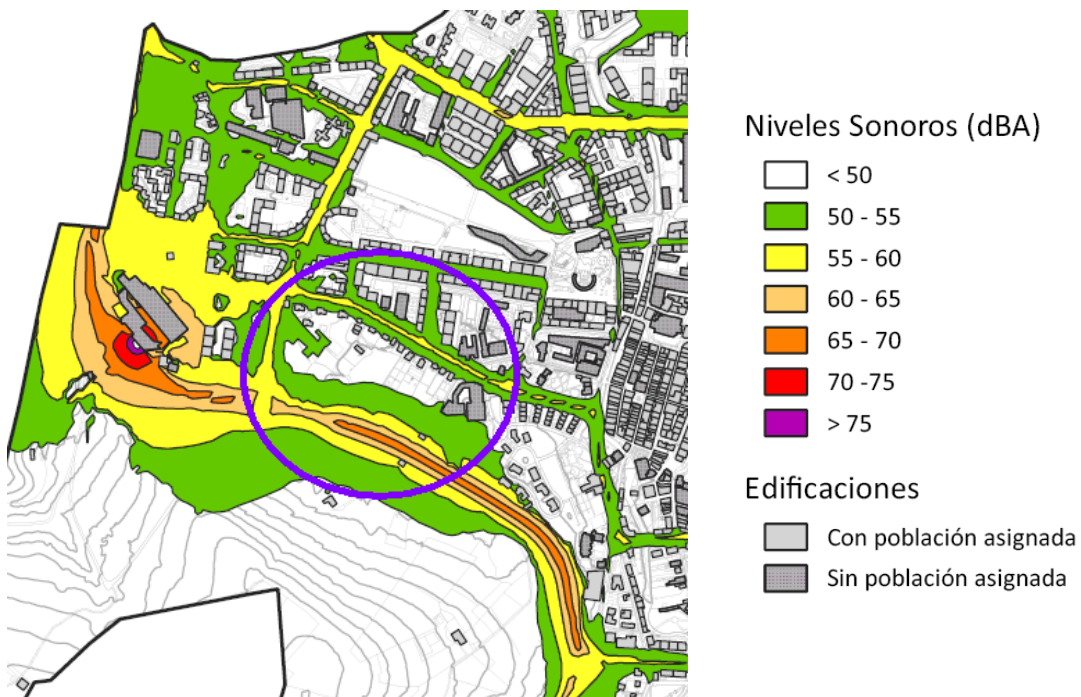 Niveles Sonoros (dBA)
< 50
50 - 55
55 - 60
60 - 65
65 - 70
70 -75
> 75
Edificaciones
Con población asignada
Sin población asignada